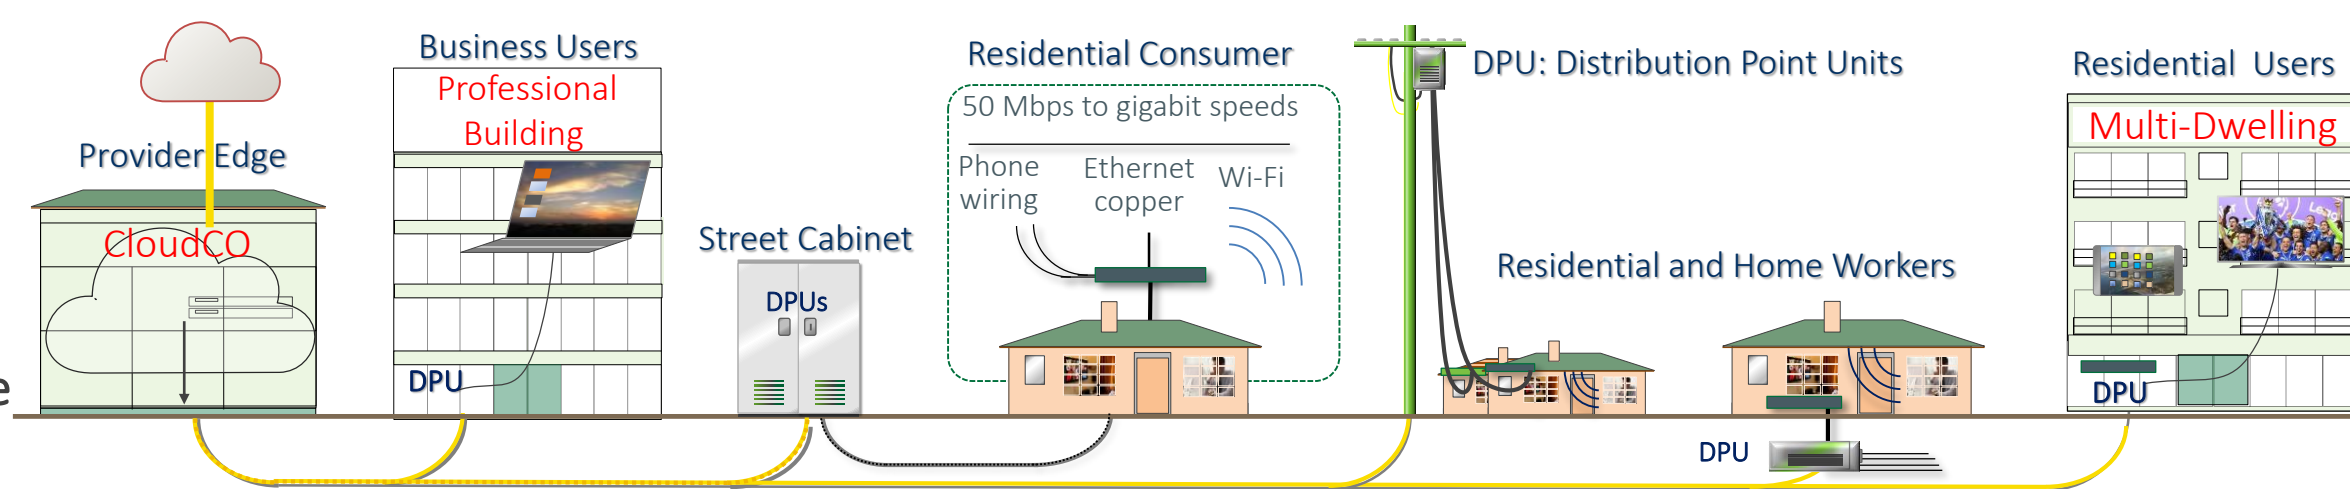 Provider Edge
CloudCO
e
Business Users
Professional
Building
DPU
Street Cabinet
DPUs
Residential Consumer
50 Mbps to gigabit speeds
Phone
wiring
Ethernet
copper
Wi-Fi
DPU: Distribution Point Units
Residential and Home Workers
DPU
Residential Users
Multi-Dwelling
DPU